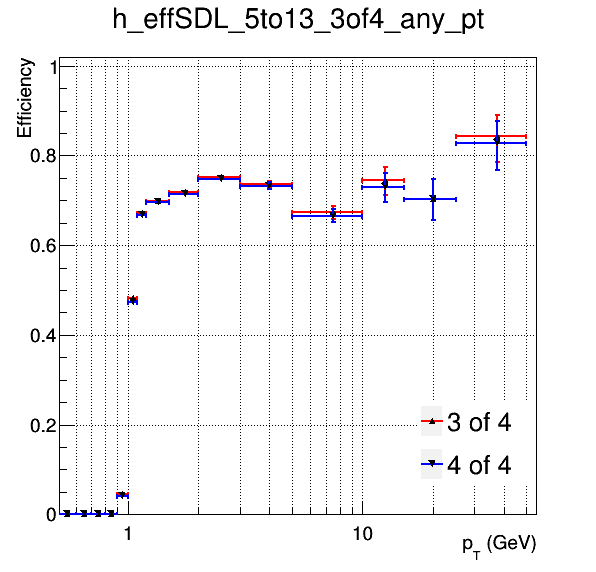 h_effSDL_5to13_3of4_any_pt
Efficiency
1
0.8
0.6
0.4
0.2
0
3 of 4
4 of 4
1
10
p_T (GeV)